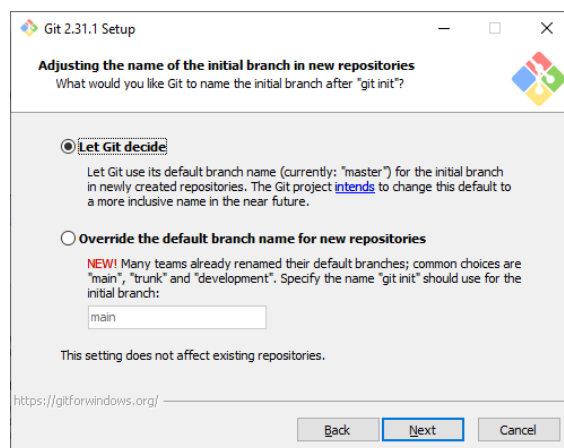 Git 2.31.1 Setup
Adjusting the name of the initial branch in new repositories
What would you like Git to name the initial branch after "git init"?
Let Git decide
Let Git use its default branch name (currently: "master") for the initial branch
in newly created repositories. The Git project intends to change this default to
a more inclusive name in the near future.
Override the default branch name for new repositories
NEW! Many teams already renamed their default branches; common choices are
"main", "trunk" and "development". Specify the name "git init" should use for the
initial branch:
main
This setting does not affect existing repositories.
https://gitforwindows.org/
Back Next Cancel